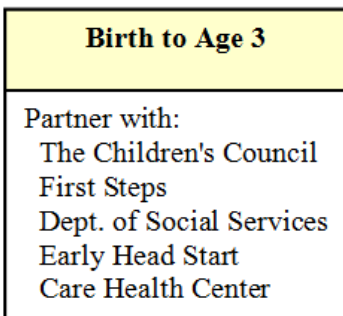 Birth to Age 3
Partner with:
The Children's Council
First Steps
Dept. of Social Services
Early Head Start
Care Health Center